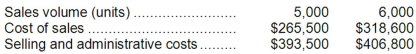 Sales volume (units) ........................... 5,000 6,000
Cost of sales ..................................... $265,500 $318,600
Selling and administrative costs......... $393,500 $406,800